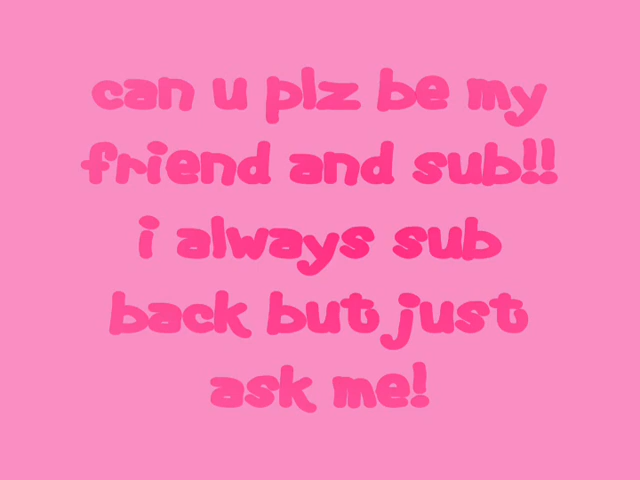 can u plz be my
friend and sub!!
i always sub
back but just
ask me!